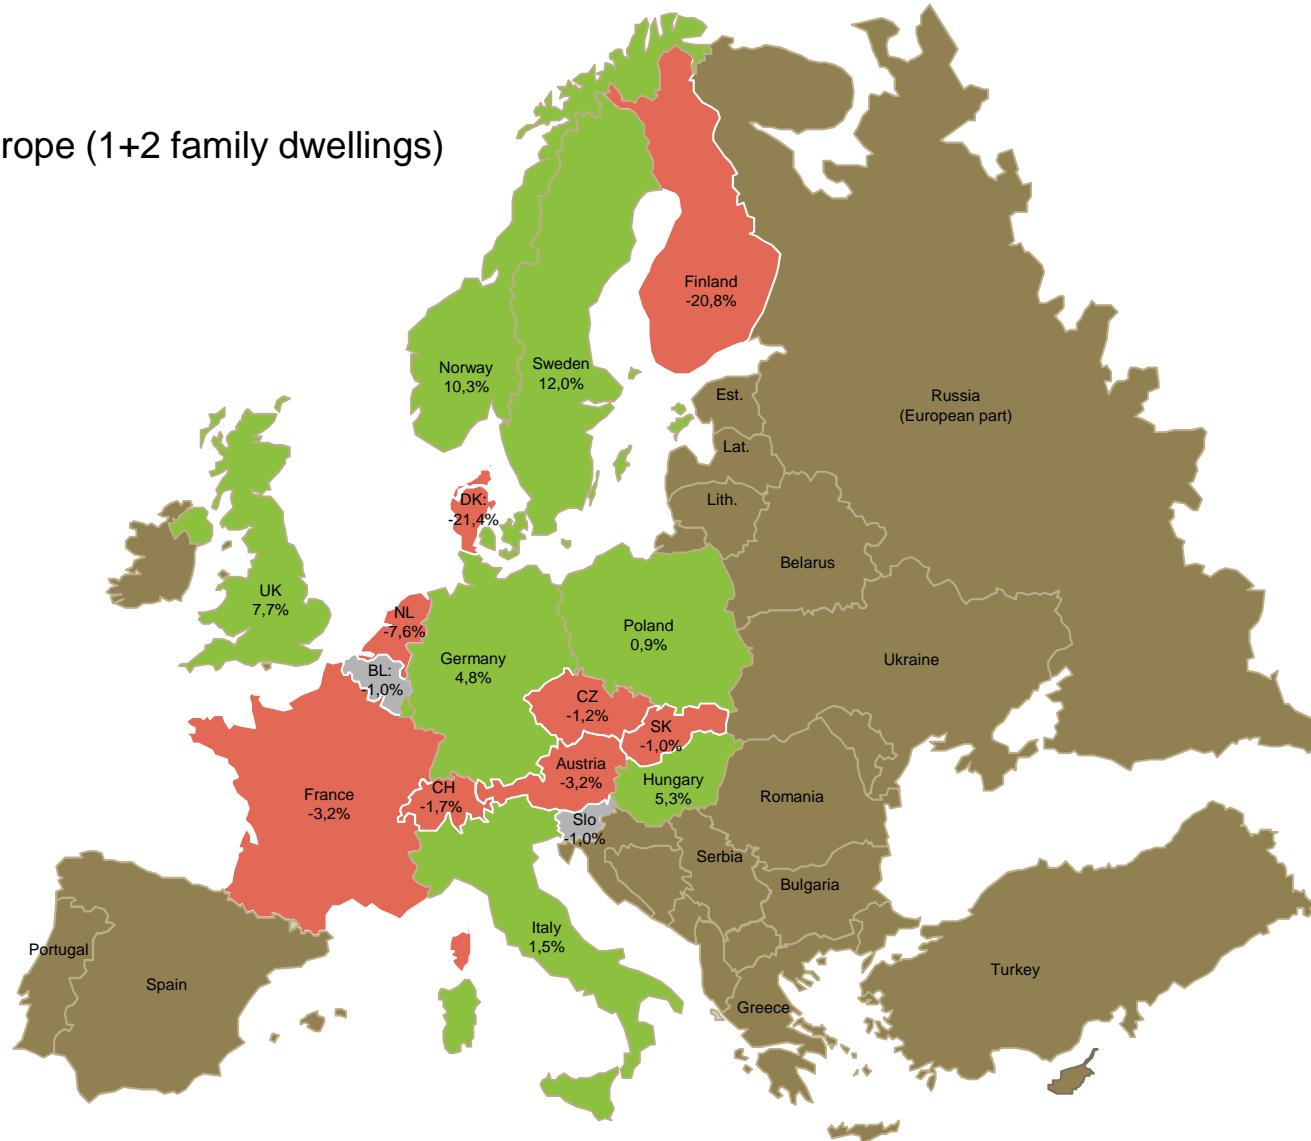 rope (1+2 family dwellings)
Finland
-20,8%
Norway
10,3%
Sweden
12,0%
Est.
Russia
(European part)
Lat.
Lith.
DK:
-21,4%
Belarus
UK
7,7%
NL
-7,6%
Poland
0,9%
Germany
4,8%
Ukraine
BL:
-1,0%
CZ
-1,2%
SK
-1,0%
Austria
-3,2%
Hungary
5,3%
France
-3,2%
CH
-1,7%
Romania
Slo
-1,0%
Serbia
Bulgaria
Italy
1,5%
Portugal
Spain
Turkey
Greece